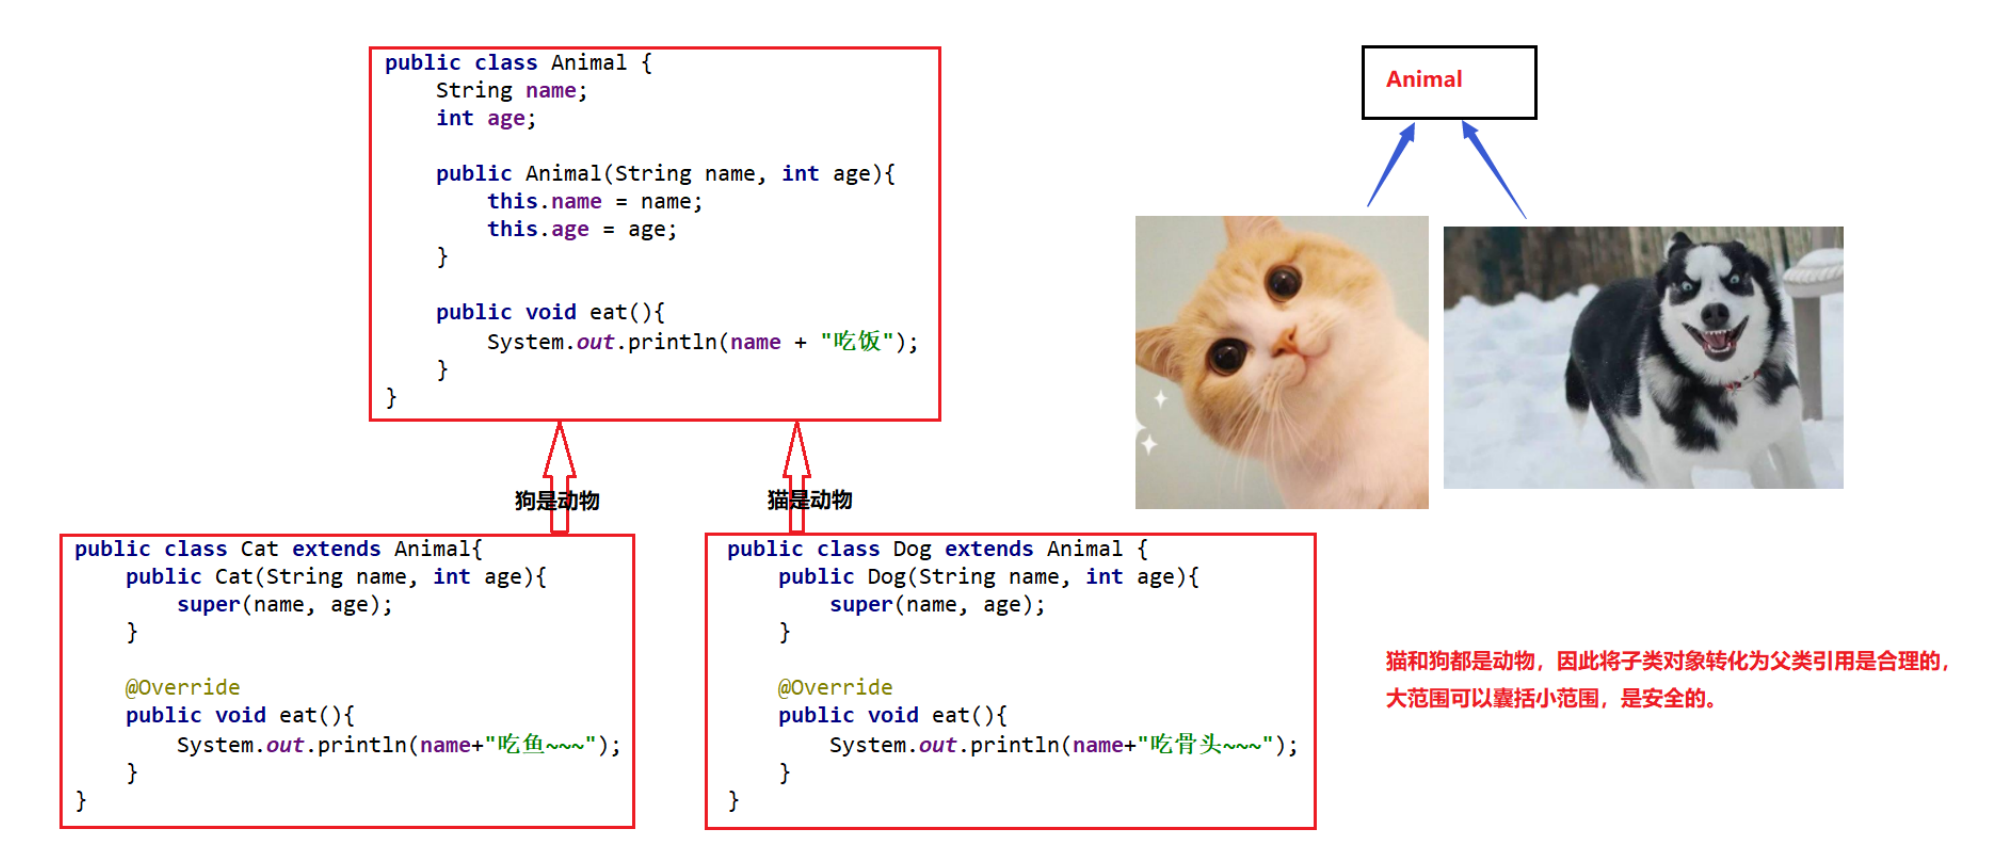 public class Animal {
String name;
int age;
public Animal(String name, int age){
this.name = name;
this.age = age;
}
public void eat(){
System.out.println(name + "吃饭");
}
}
Animal
狗是动物
猫是动物
public class Cat extends Animal{
public Cat(String name, int age){
super(name, age);
}
@Override
public void eat(){
System.out.println(name+"吃鱼~~~");
}
}
public class Dog extends Animal {
public Dog(String name, int age){
super(name, age);
}
@Override
public void eat(){
System.out.println(name+"吃骨头~~~");
}
}
猫和狗都是动物，因此将子类对象转化为父类引用是合理的，
大范围可以囊括小范围，是安全的。